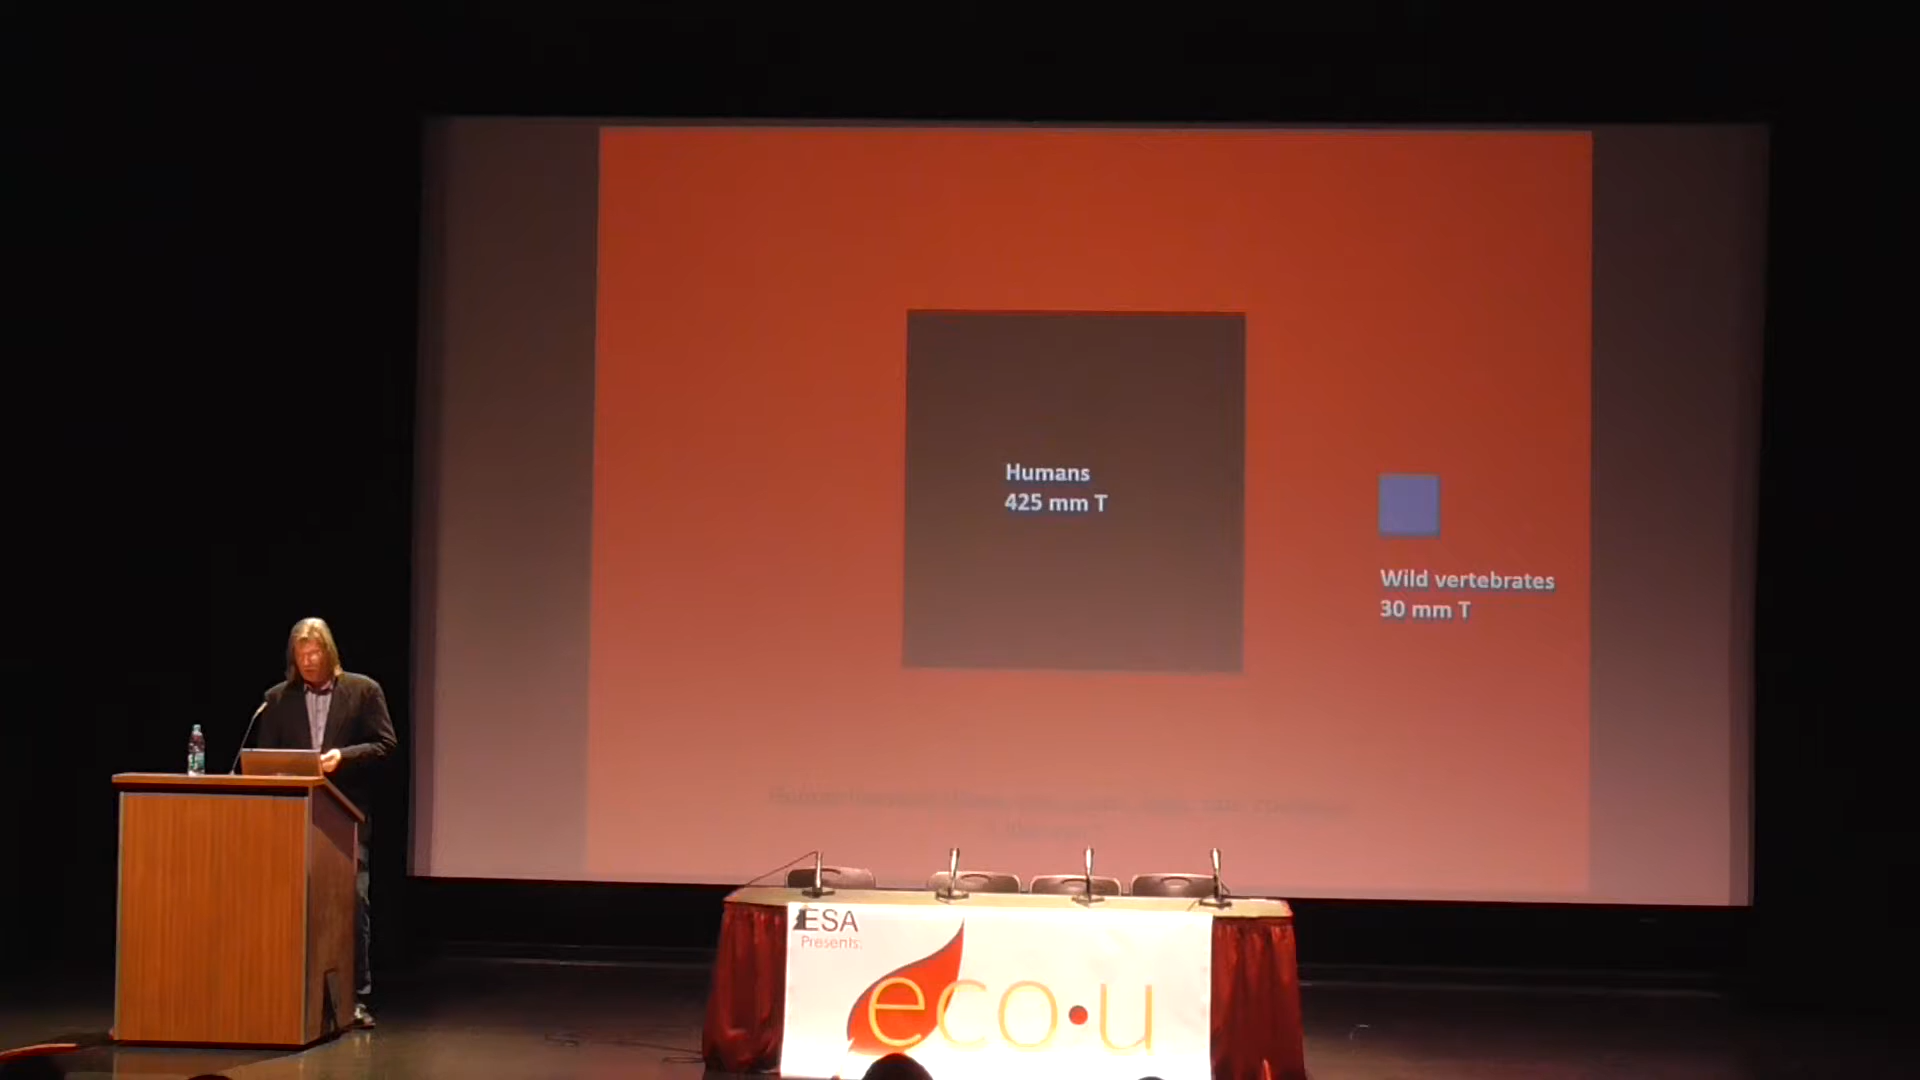 Humans
425 mm T
Wild vertebrates
30 mm T
ESA
Presents:
eco•u